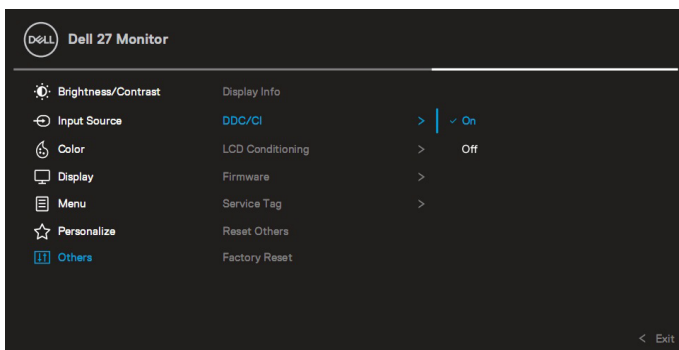 DELL Dell 27 Monitor
Brightness/Contrast Display Info
Input Source DDC/CI > ✓ On
Color LCD Conditioning > Off
Display Firmware >
Menu Service Tag >
Personalize Reset Others
Others Factory Reset
< Exit